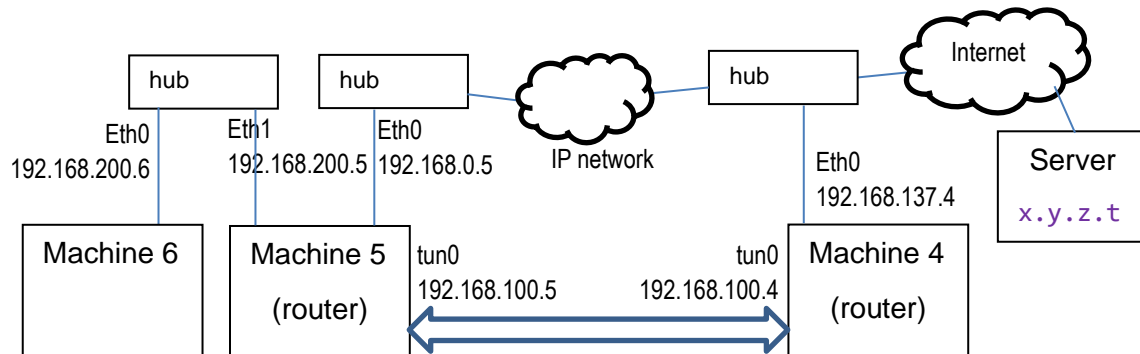 hub
hub
hub
Internet
Eth0
192.168.200.6
Eth1
192.168.200.5
Eth0
192.168.0.5
IP network
Eth0
192.168.137.4
Server
x.y.z.t
Machine 6
Machine 5
(router)
tun0
192.168.100.5
tun0
192.168.100.4
Machine 4
(router)